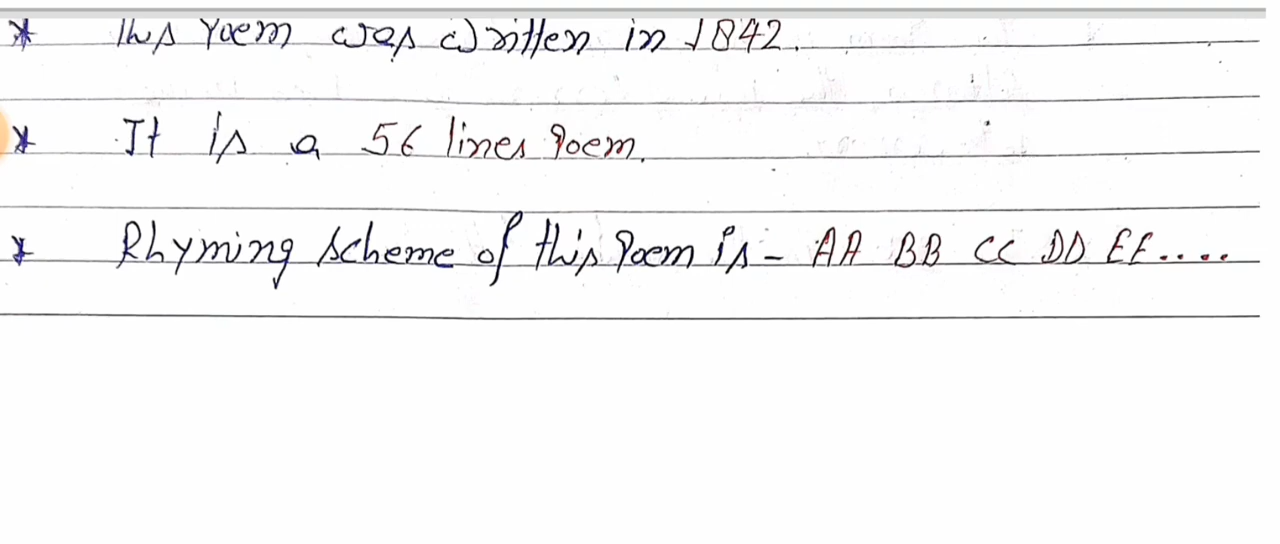 * This Poem was written in 1842.
* It is a 56 lines Poem.
* Rhyming scheme of this Poem is - AA BB CC DD EE....